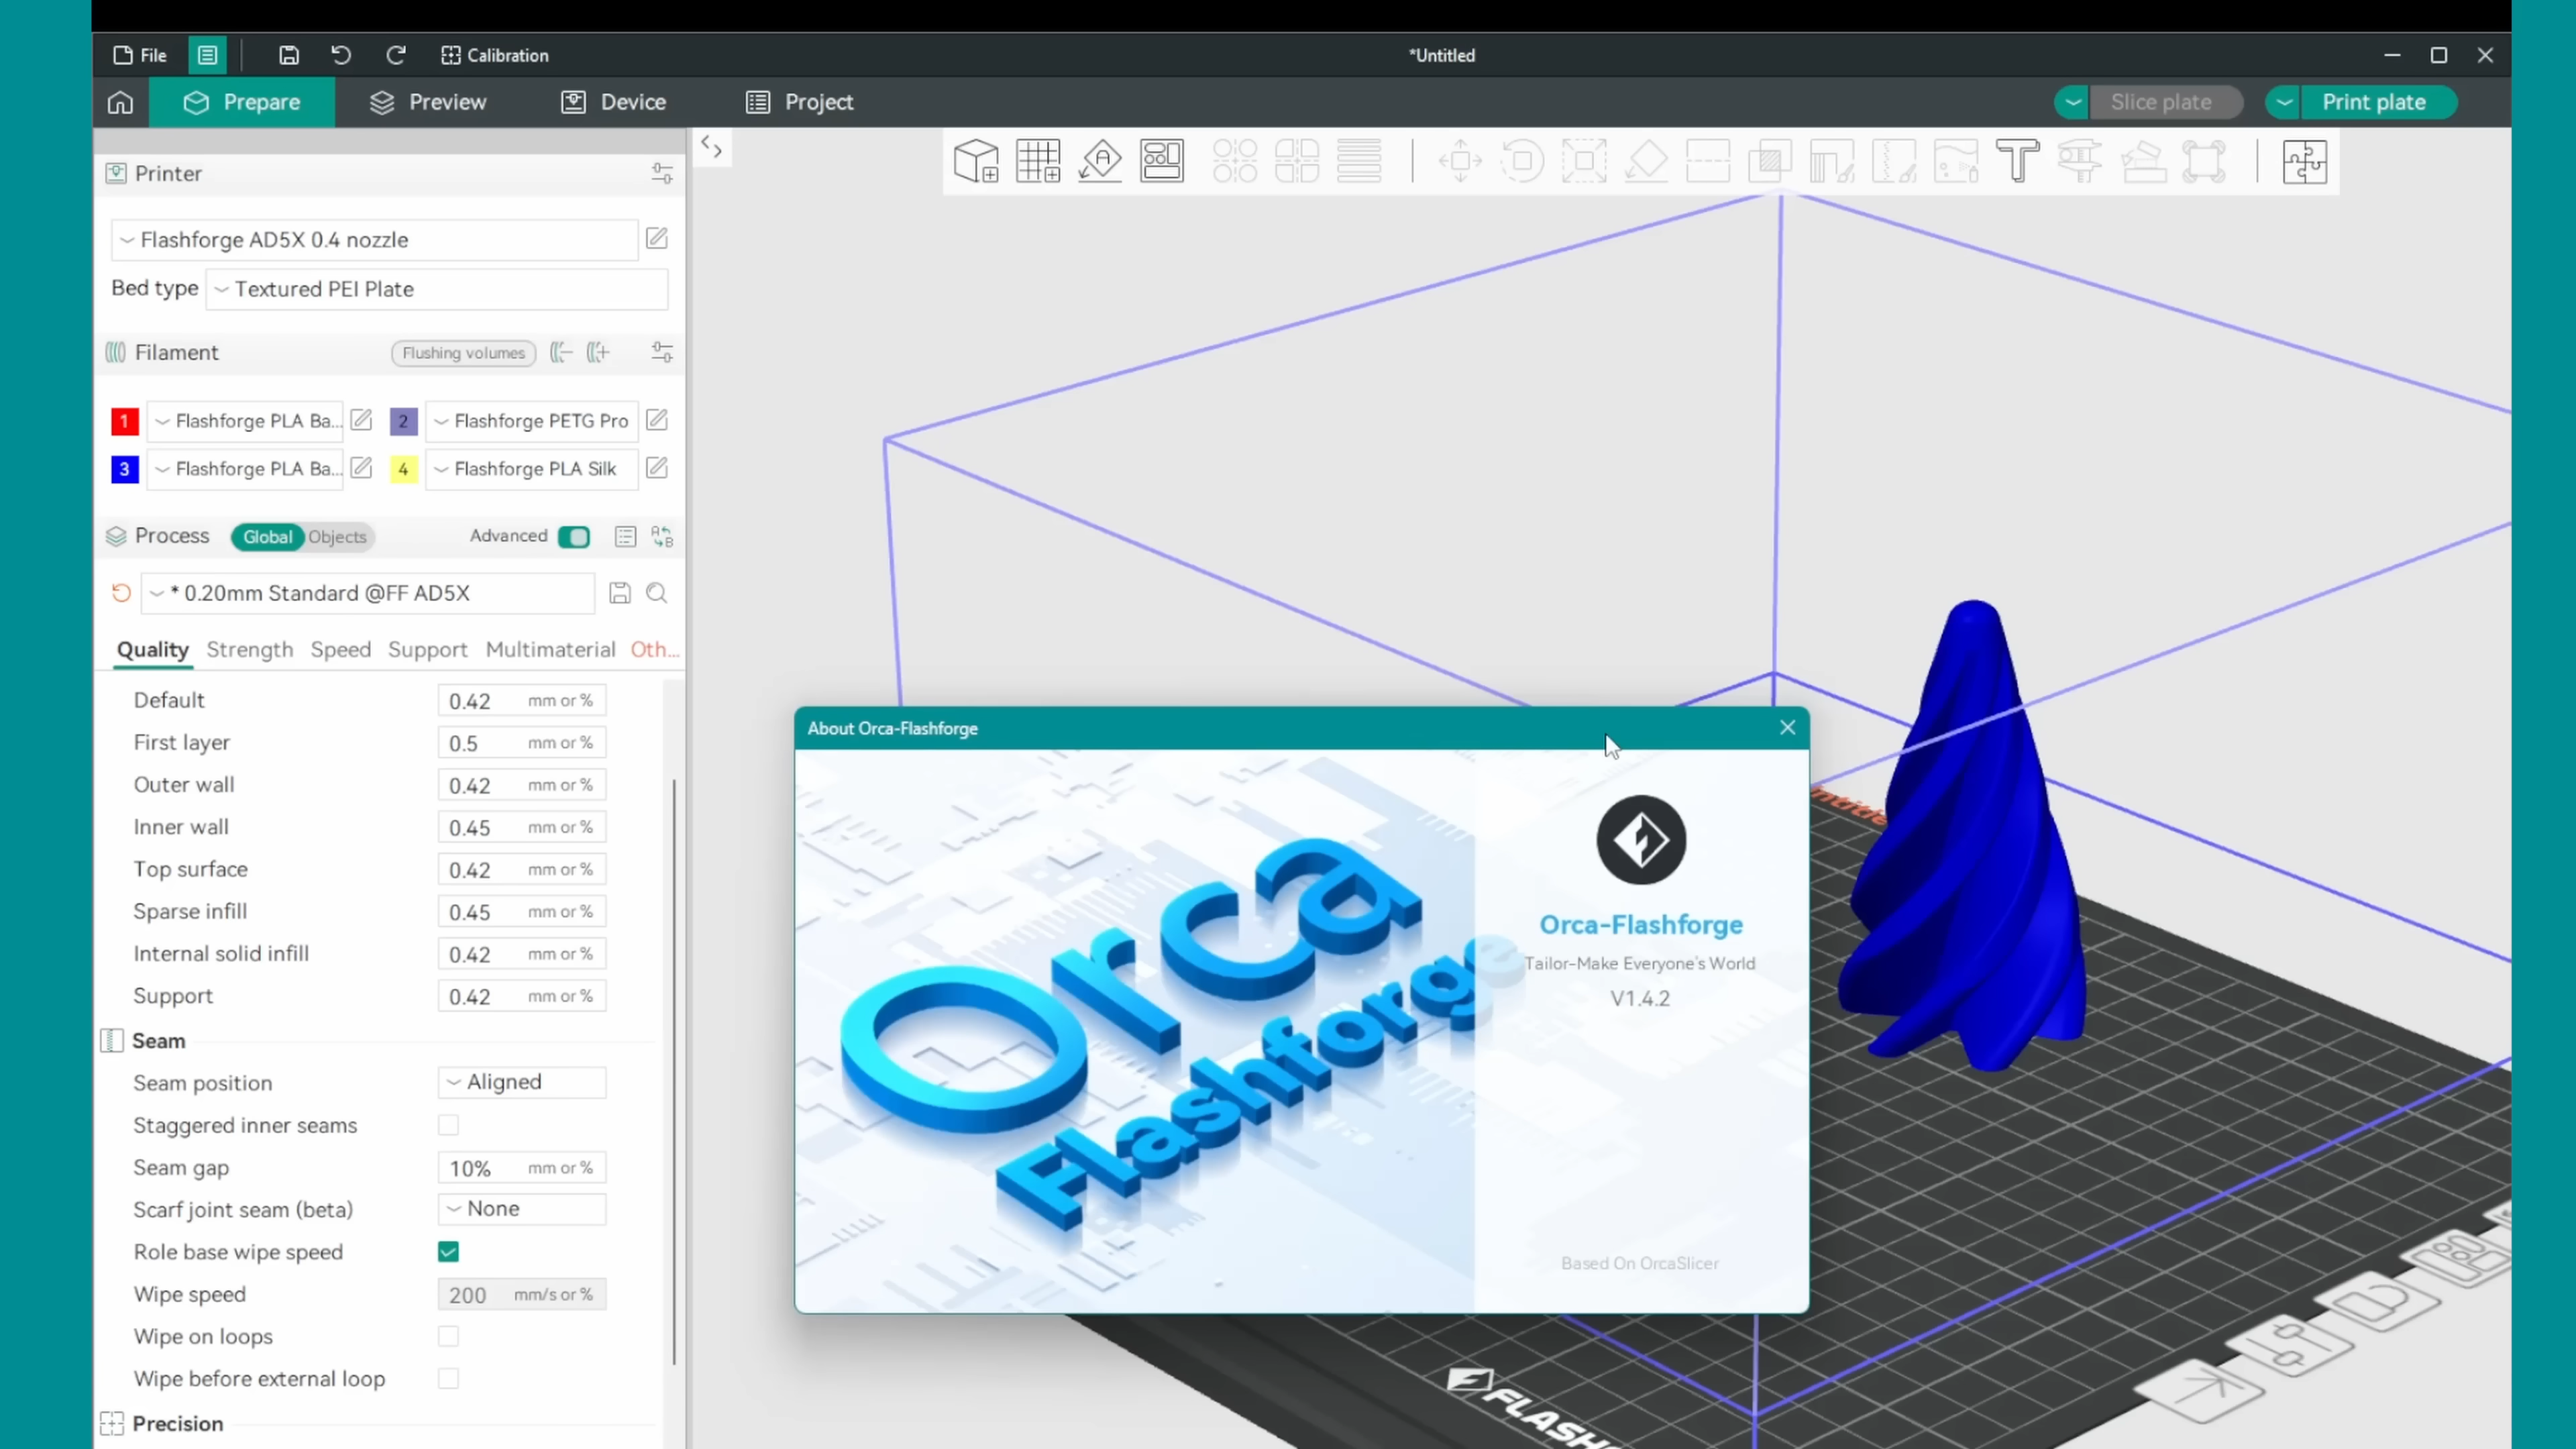 File
Calibration
*Untitled
Prepare
Preview
Device
Project
Slice plate
Print plate
Printer
Flashforge AD5X 0.4 nozzle
Bed type
Textured PEI Plate
Filament
Flushing volumes
1
Flashforge PLA Ba...
2
Flashforge PETG Pro
3
Flashforge PLA Ba...
4
Flashforge PLA Silk
Process
Global
Objects
Advanced
* 0.20mm Standard @FF AD5X
Quality
Strength
Speed
Support
Multimaterial
Oth...
Default 0.42 mm or %
First layer 0.5 mm or %
Outer wall 0.42 mm or %
Inner wall 0.45 mm or %
Top surface 0.42 mm or %
Sparse infill 0.45 mm or %
Internal solid infill 0.42 mm or %
Support 0.42 mm or %
Seam
Seam position Aligned
Staggered inner seams
Seam gap 10% mm or %
Scarf joint seam (beta) None
Role base wipe speed
Wipe speed 200 mm/s or %
Wipe on loops
Wipe before external loop
Precision
About Orca-Flashforge
Orca
Flashforge
Orca-Flashforge
Tailor-Make Everyone's World
V1.4.2
Based On OrcaSlicer